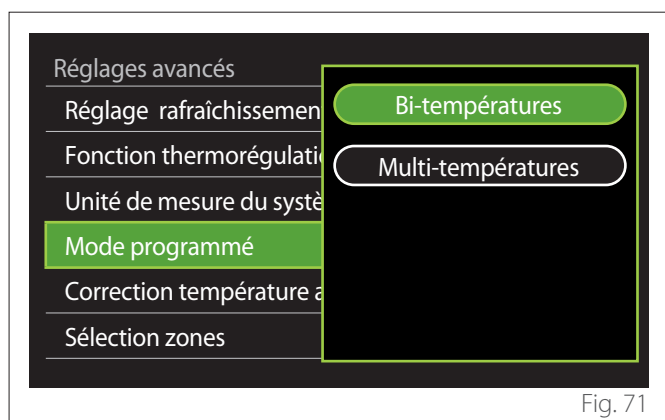 Réglages avancés
Réglage rafraîchissemen
Fonction thermorégulati
Unité de mesure du systè
Mode programmé
Correction température a
Sélection zones
Bi-températures
Multi-températures
Fig. 71